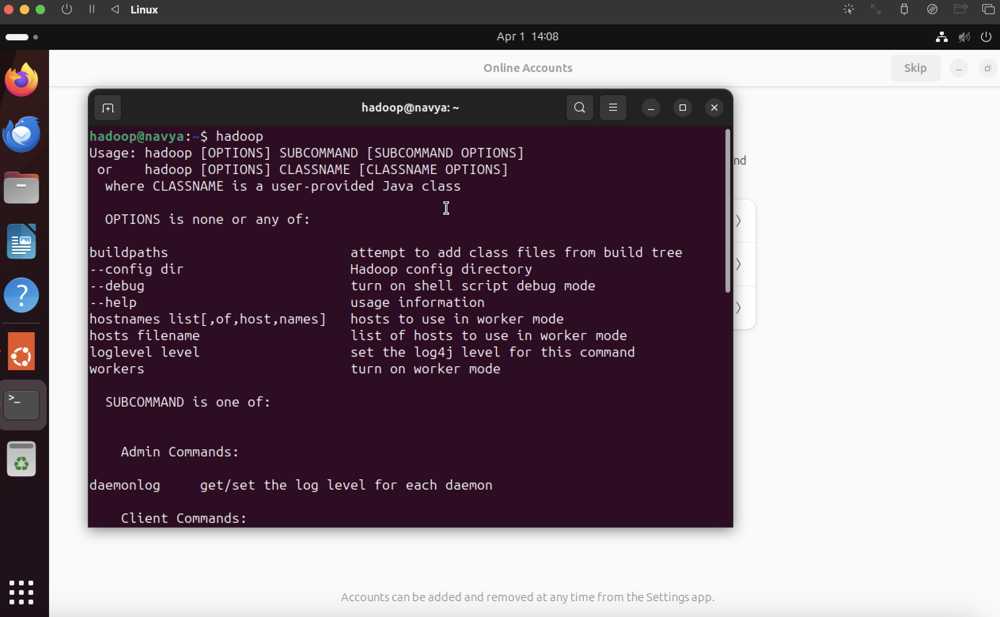 Linux
Apr 1 14:08
Online Accounts
Skip
hadoop@navya: ~
hadoop@navya:~$ hadoop
Usage: hadoop [OPTIONS] SUBCOMMAND [SUBCOMMAND OPTIONS]
or hadoop [OPTIONS] CLASSNAME [CLASSNAME OPTIONS]
where CLASSNAME is a user-provided Java class
nd
OPTIONS is none or any of:
buildpaths attempt to add class files from build tree
--config dir Hadoop config directory
--debug turn on shell script debug mode
--help usage information
hostnames list[,of,host,names] hosts to use in worker mode
hosts filename list of hosts to use in worker mode
loglevel level set the log4j level for this command
workers turn on worker mode
SUBCOMMAND is one of:
Admin Commands:
daemonlog get/set the log level for each daemon
Client Commands:
Accounts can be added and removed at any time from the Settings app.